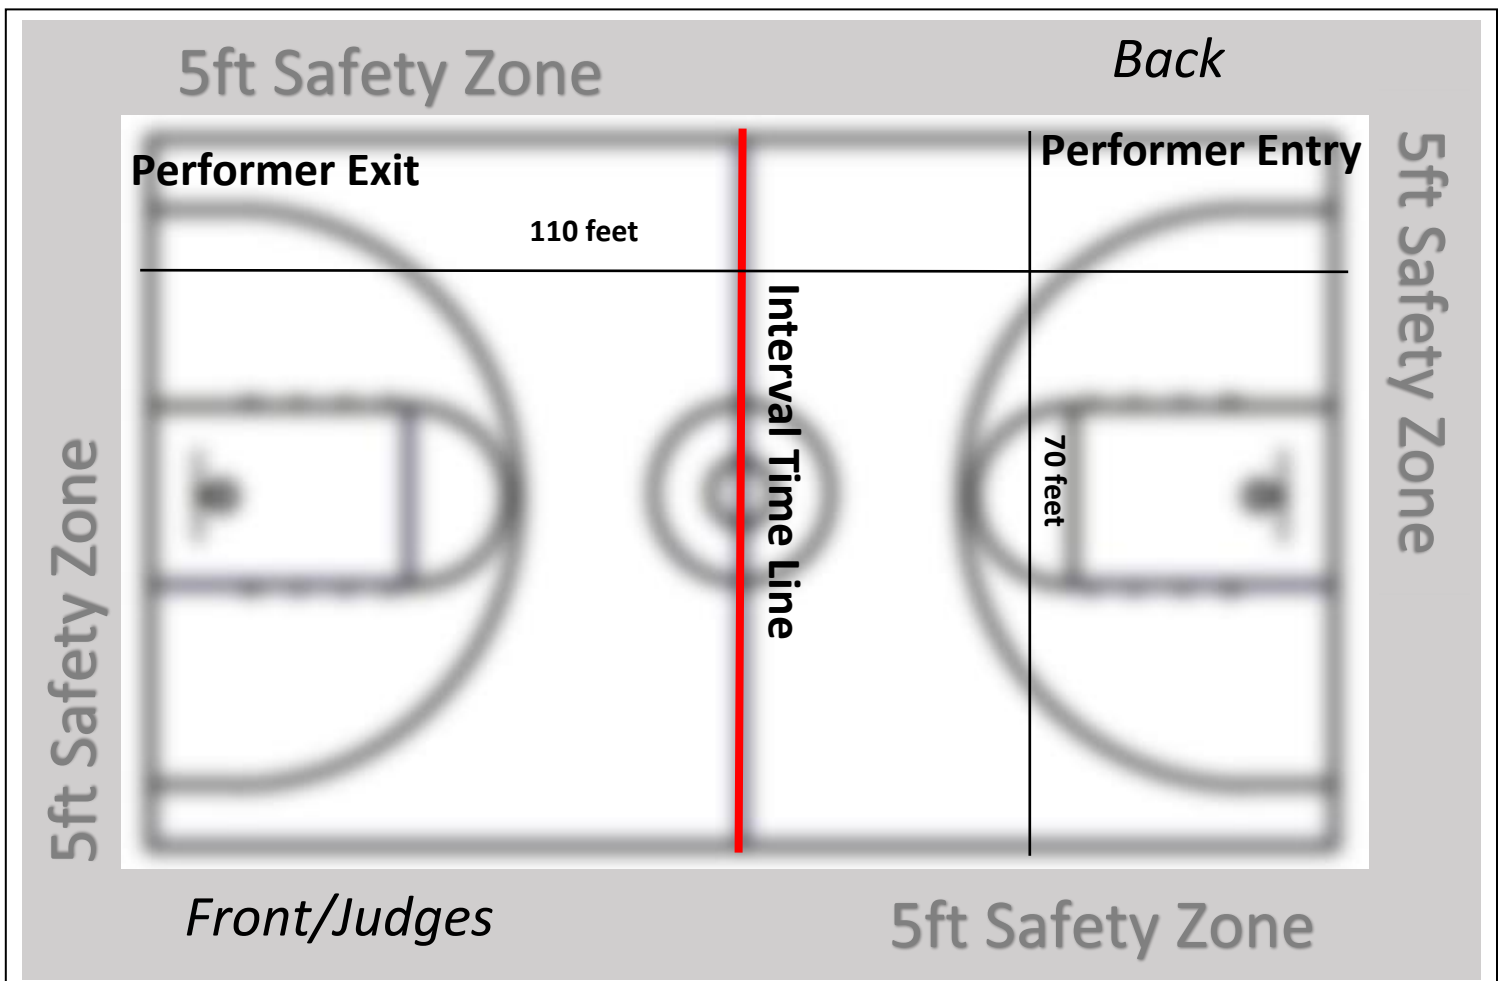 5ft Safety Zone
Back
Performer Exit
Performer Entry
110 feet
Interval Time Line
70 feet
5ft Safety Zone
5ft Safety Zone
Front/Judges
5ft Safety Zone